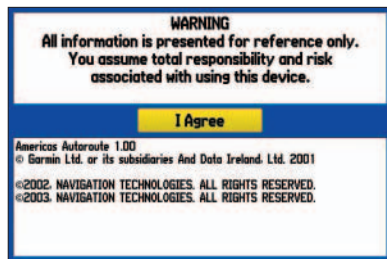 WARNING
All information is presented for reference only.
You assume total responsibility and risk
associated with using this device.
I Agree
Americas Autoroute 1.00
© Garmin Ltd. or its subsidiaries And Data Ireland, Ltd. 2001
©2002, NAVIGATION TECHNOLOGIES. ALL RIGHTS RESERVED.
©2003, NAVIGATION TECHNOLOGIES. ALL RIGHTS RESERVED.